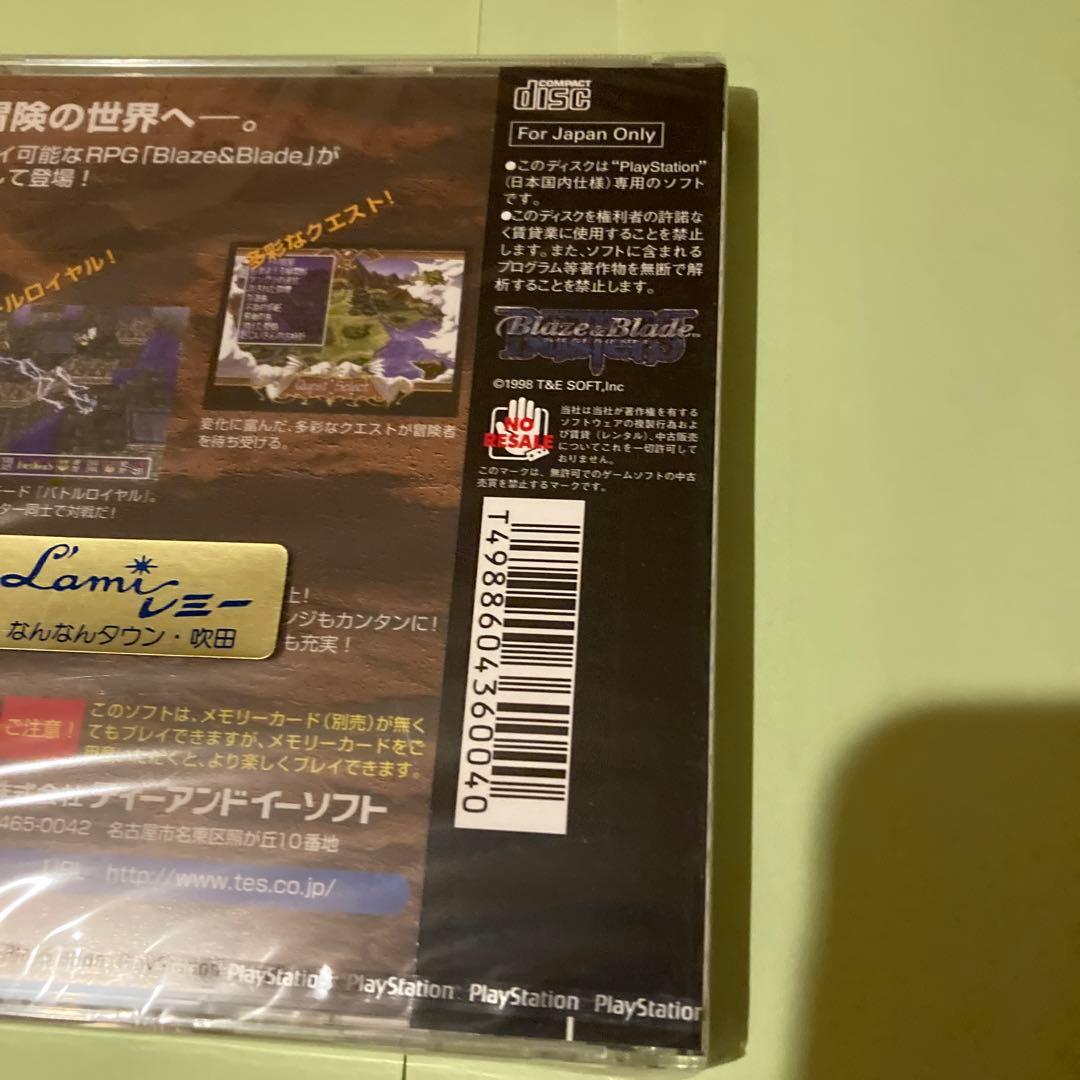 冒険の世界へ―。
イ可能なRPG「Blaze&Blade」が
して登場！
トルロイヤル！
多彩なクエスト！
Quest Select
変化に富んだ、多彩なクエストが冒険者
を待ち受ける。
ード「バトルロイヤル」。
ター同士で対戦だ！
L'ami レミー
なんなんタウン・吹田
上！
ンジもカンタンに！
も充実！
ご注意！
このソフトは、メモリーカード（別売）が無く
てもプレイできますが、メモリーカードをご
用意いただくと、より楽しくプレイできます。
株式会社ティーアンドイーソフト
465-0042 名古屋市名東区照が丘10番地
URL http://www.tes.co.jp/
PlayStation PlayStation PlayStation PlayStation PlayStation
COMPACT
disc
For Japan Only
●このディスクは"PlayStation"
（日本国内仕様）専用のソフト
です。
●このディスクを権利者の許諾な
く賃貸業に使用することを禁止
します。また、ソフトに含まれる
プログラム等著作物を無断で解
析することを禁止します。
Blaze & Blade™
Busters
©1998 T&E SOFT,Inc
NO
RESALE
当社は当社が著作権を有する
ソフトウェアの複製行為およ
び賃貸（レンタル）、中古販売
についてこれを一切許可して
おりません。
このマークは、無許可でのゲームソフトの中古
売買を禁止するマークです。
T4988604360040